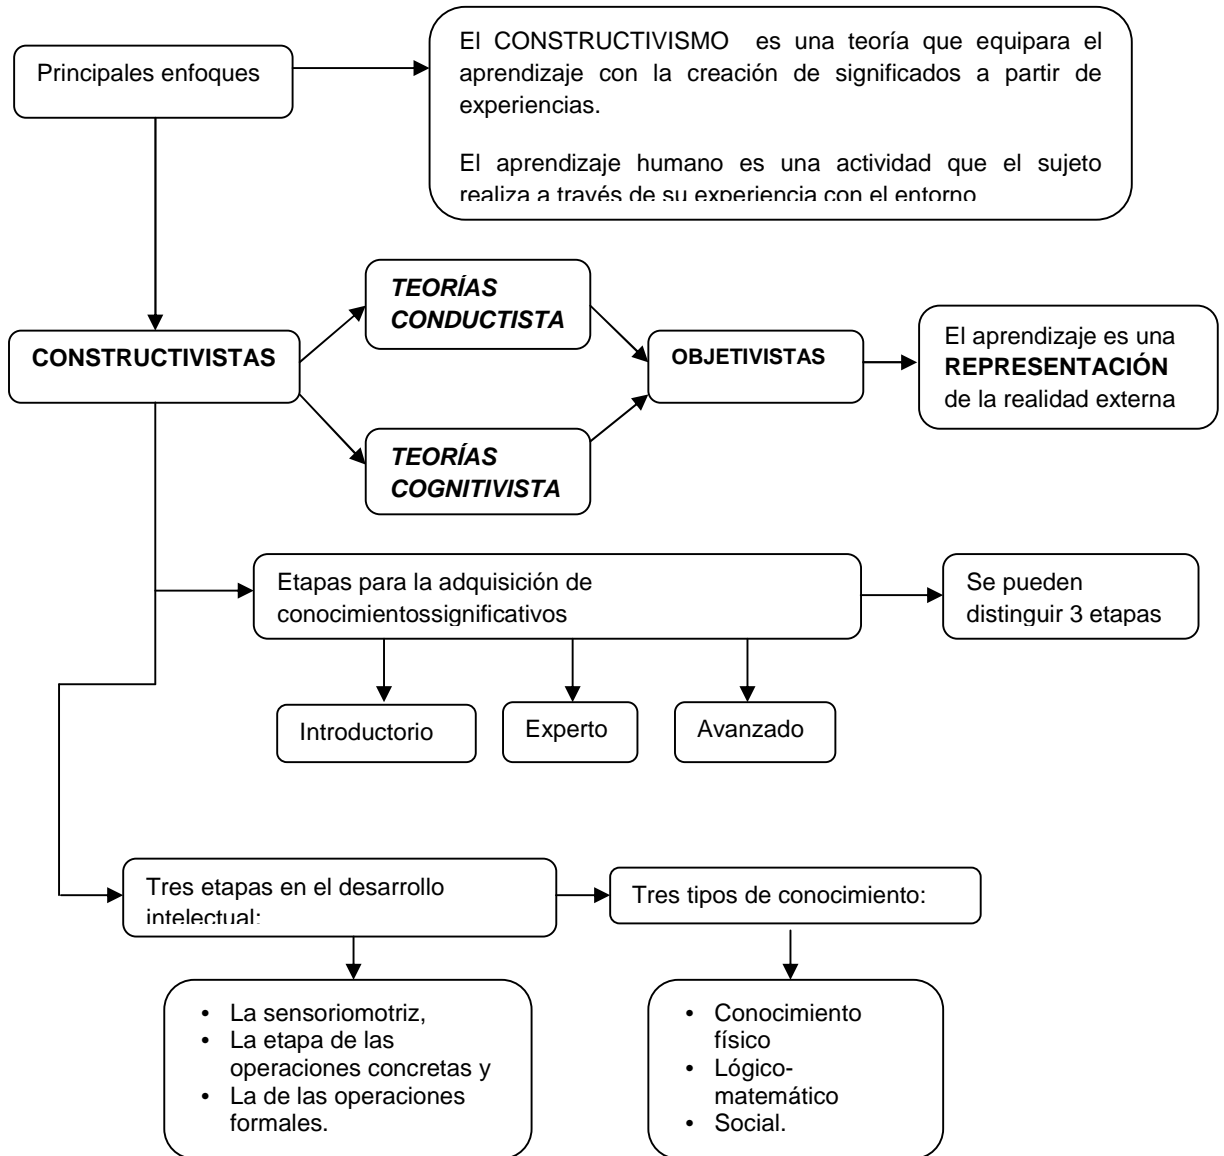 Principales enfoques
El CONSTRUCTIVISMO es una teoría que equipara el
aprendizaje con la creación de significados a partir de
experiencias.
El aprendizaje humano es una actividad que el sujeto
realiza a través de su experiencia con el entorno
CONSTRUCTIVISTAS
TEORÍAS
CONDUCTISTA
TEORÍAS
COGNITIVISTA
OBJETIVISTAS
El aprendizaje es una
REPRESENTACIÓN
de la realidad externa
Etapas para la adquisición de
conocimientossignificativos
Se pueden
distinguir 3 etapas
Introductorio
Experto
Avanzado
Tres etapas en el desarrollo
intelectual:
Tres tipos de conocimiento:
• La sensoriomotriz,
• La etapa de las
operaciones concretas y
• La de las operaciones
formales.
• Conocimiento
físico
• Lógico-
matemático
• Social.